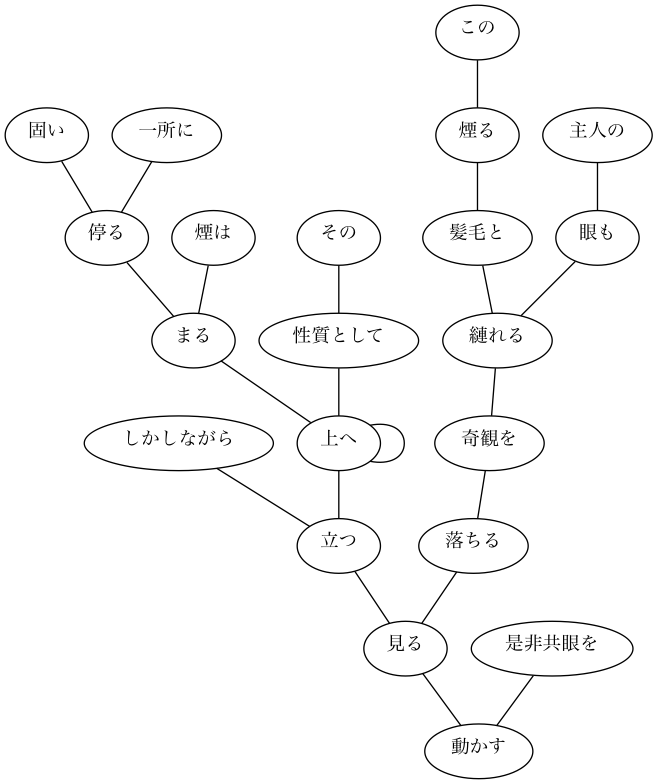 この
固い
一所に
煙る
主人の
停る
煙は
その
髪毛と
眼も
まる
性質として
縺れる
しかしながら
上へ
奇観を
立つ
落ちる
見る
是非共眼を
動かす